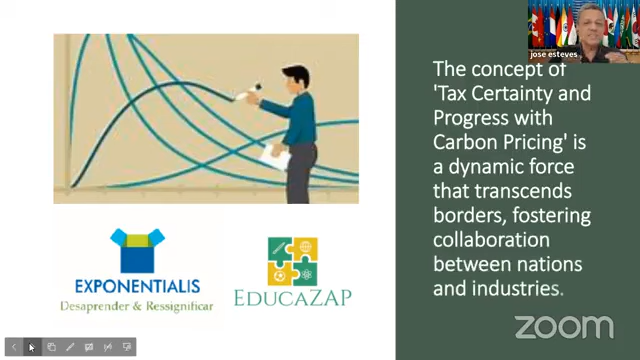 jose esteves
The concept of
'Tax Certainty and
Progress with
Carbon Pricing' is
a dynamic force
that transcends
borders, fostering
collaboration
between nations
and industries.
EXPONENTIALIS
Desaprender & Ressignificar
EDUCAZAP
zoom